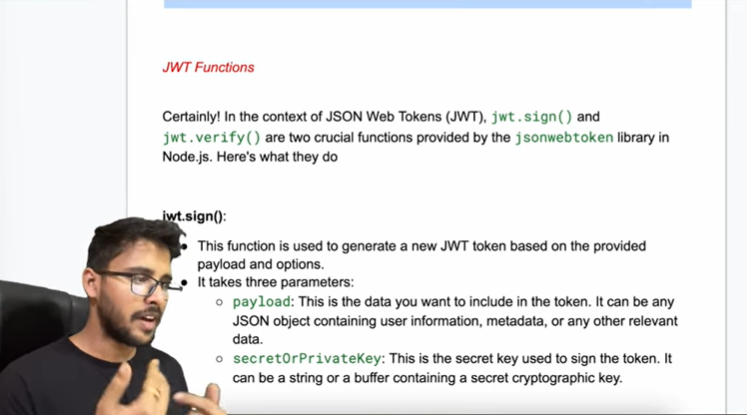 JWT Functions
Certainly! In the context of JSON Web Tokens (JWT), jwt.sign() and
jwt.verify() are two crucial functions provided by the jsonwebtoken library in
Node.js. Here's what they do
jwt.sign():
This function is used to generate a new JWT token based on the provided
payload and options.
It takes three parameters:
payload: This is the data you want to include in the token. It can be any
JSON object containing user information, metadata, or any other relevant
data.
secretOrPrivateKey: This is the secret key used to sign the token. It
can be a string or a buffer containing a secret cryptographic key.